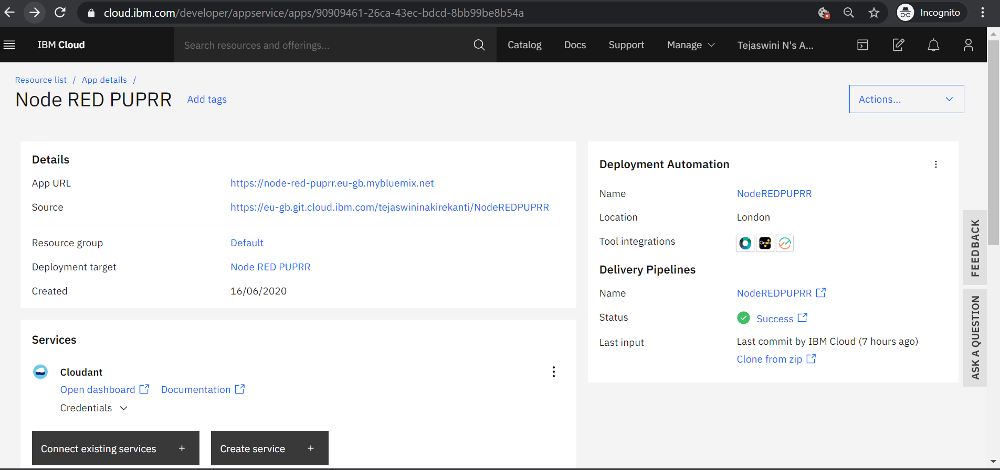 cloud.ibm.com/developer/appservice/apps/90909461-26ca-43ec-bdcd-8bb99be8b54a
Incognito
IBM Cloud
Search resources and offerings...
Catalog
Docs
Support
Manage
Tejaswini N's A...
Resource list / App details /
Node RED PUPRR
Add tags
Actions...
Details
App URL
https://node-red-puprr.eu-gb.mybluemix.net
Source
https://eu-gb.git.cloud.ibm.com/tejaswininakirekanti/NodeREDPUPRR
Resource group
Default
Deployment target
Node RED PUPRR
Created
16/06/2020
Services
Cloudant
Open dashboard
Documentation
Credentials
Connect existing services +
Create service +
Deployment Automation
Name
NodeREDPUPRR
Location
London
Tool integrations
ORION
Delivery Pipelines
Name
NodeREDPUPRR
Status
Success
Last input
Last commit by IBM Cloud (7 hours ago)
Clone from zip
FEEDBACK
ASK A QUESTION